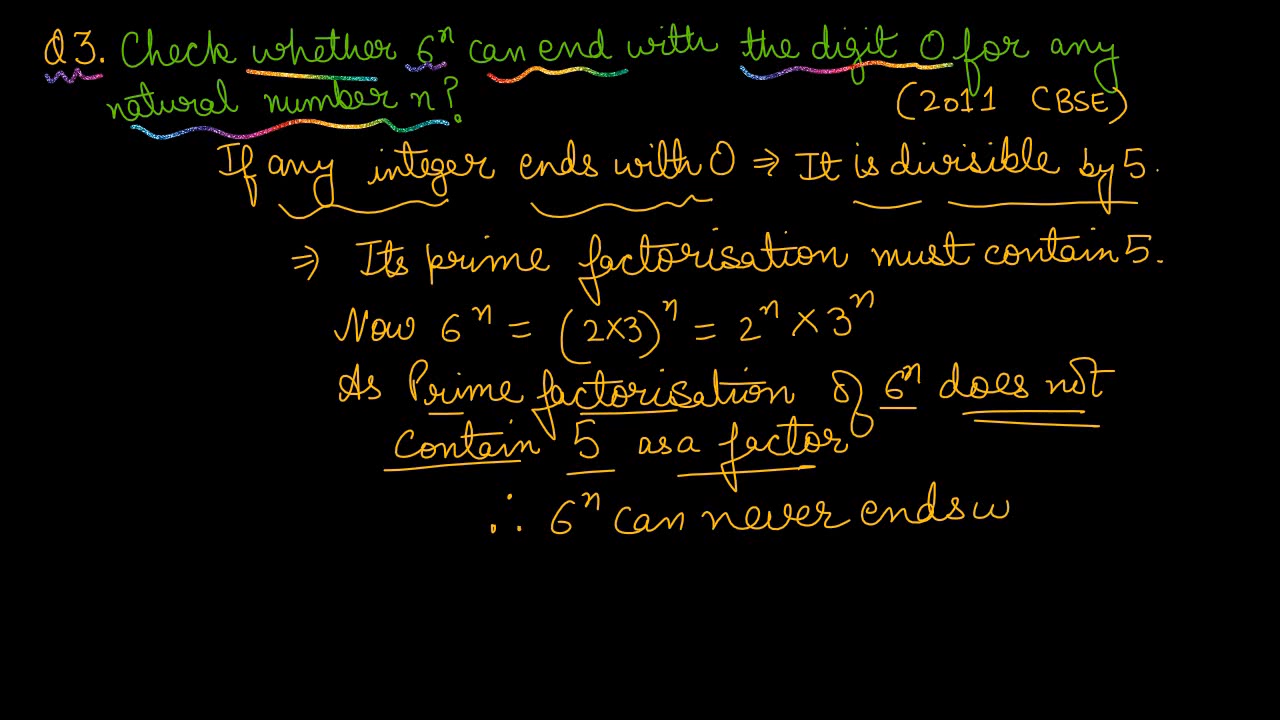 Q3. Check whether 6ⁿ can end with the digit 0 for any
natural number n?
(2011 CBSE)
If any integer ends with 0 ⇒ It is divisible by 5.
⇒ Its prime factorisation must contain 5.
Now 6ⁿ = (2×3)ⁿ = 2ⁿ × 3ⁿ
As Prime factorisation of 6ⁿ does not
contain 5 as a factor
∴ 6ⁿ can never ends w